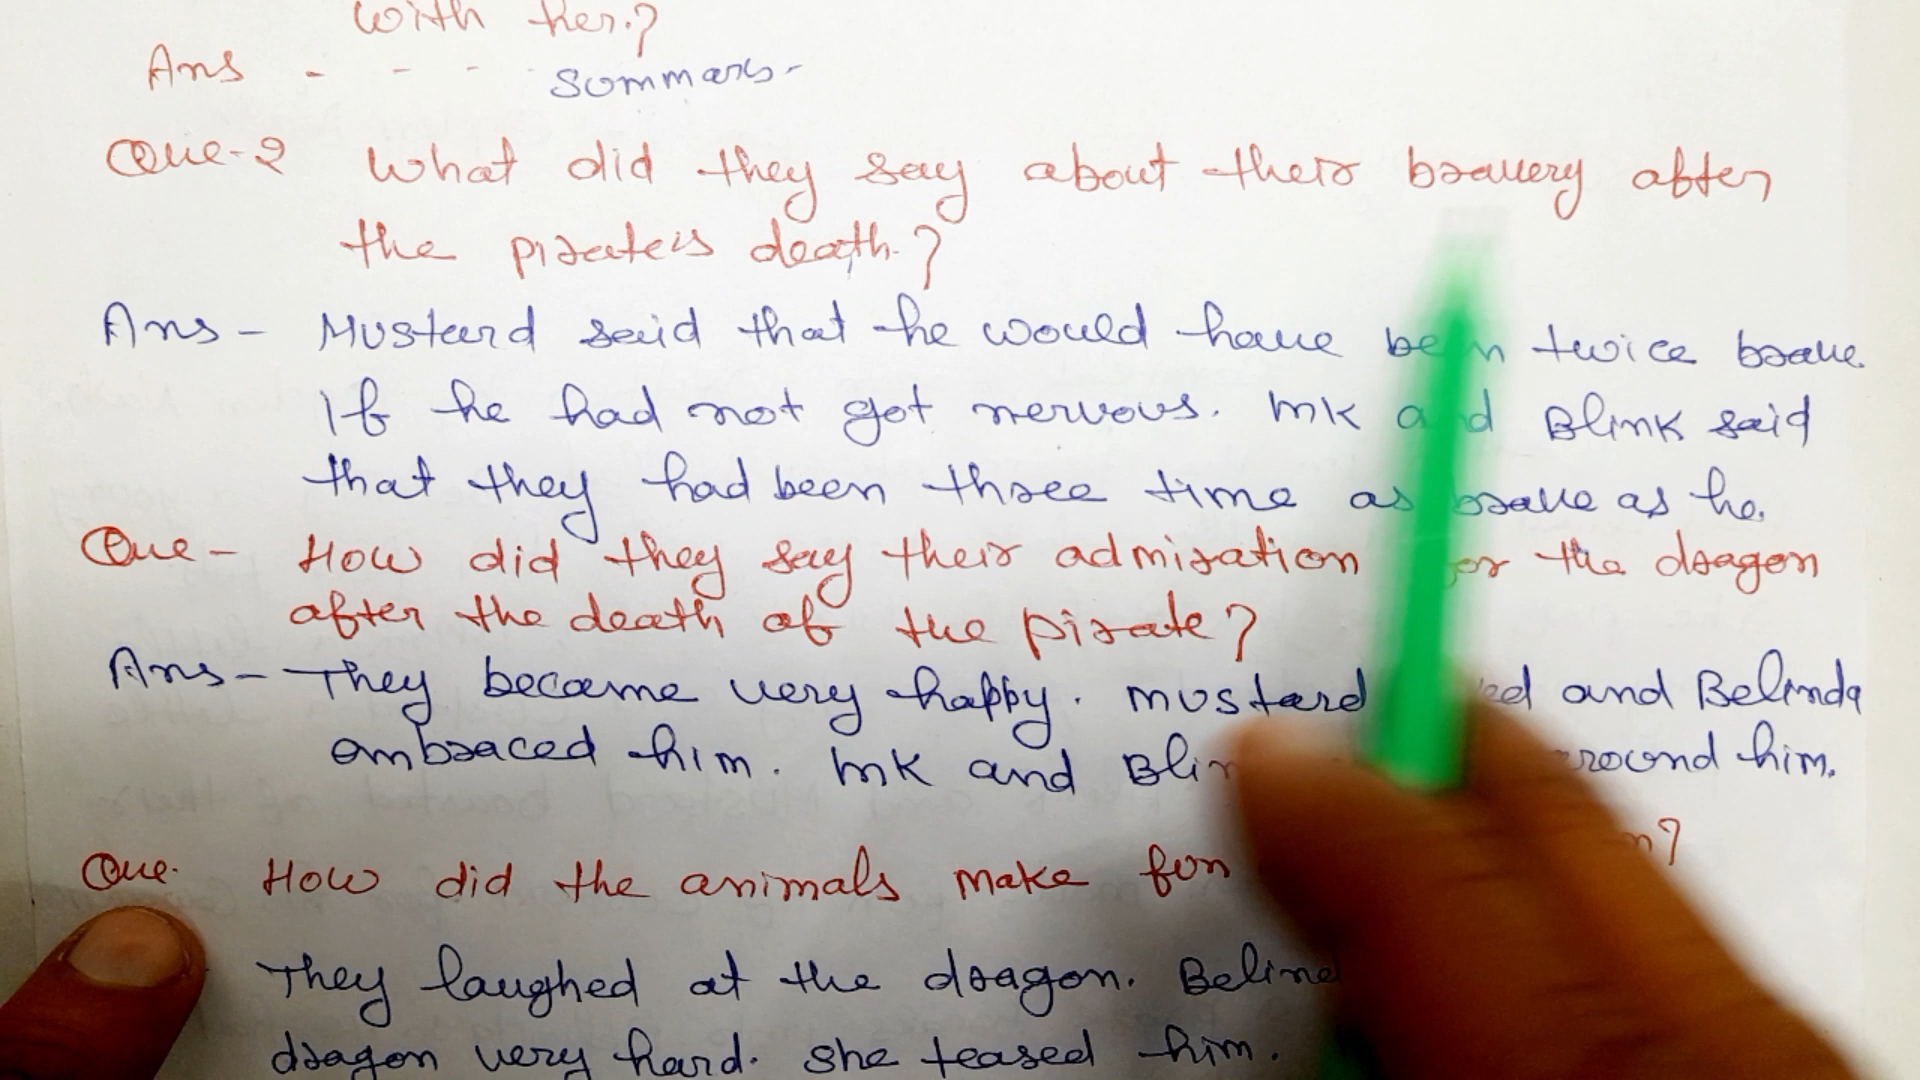 with her.?
Ans - - - Summary-
Que-2 What did they say about their bravery after
the pirate's death.?
Ans - Mustard said that he would have been twice brave
If he had not got nervous. Ink and Blink said
that they had been three time as brave as he.
Que - How did they say their admiration for the dragon
after the death of the pirate?
Ans - They became very happy. Mustard and Belinda
embraced him. Ink and round him.
Que. How did the animals make fun
They laughed at the dragon.
dragon very hard. She teased him.